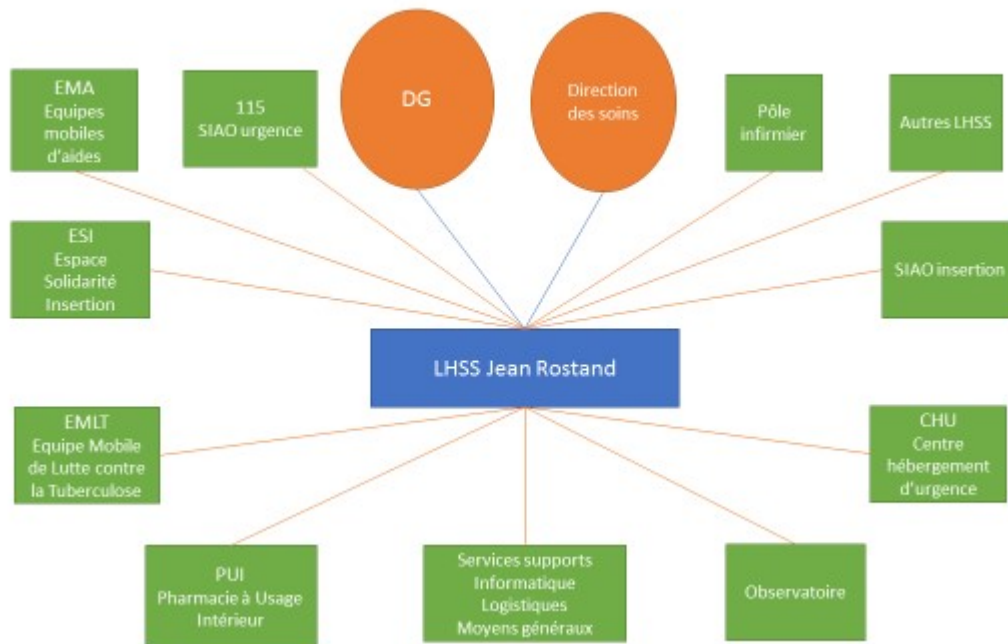 EMA
Equipes
mobiles
d'aides
115
SIAO urgence
DG
Direction
des soins
Pôle
infirmier
Autres LHSS
ESI
Espace
Solidarité
Insertion
SIAO insertion
LHSS Jean Rostand
EMLT
Equipe Mobile
de Lutte contre
la Tuberculose
CHU
Centre
hébergement
d'urgence
PUI
Pharmacie à Usage
Intérieur
Services supports
Informatique
Logistiques
Moyens généraux
Observatoire